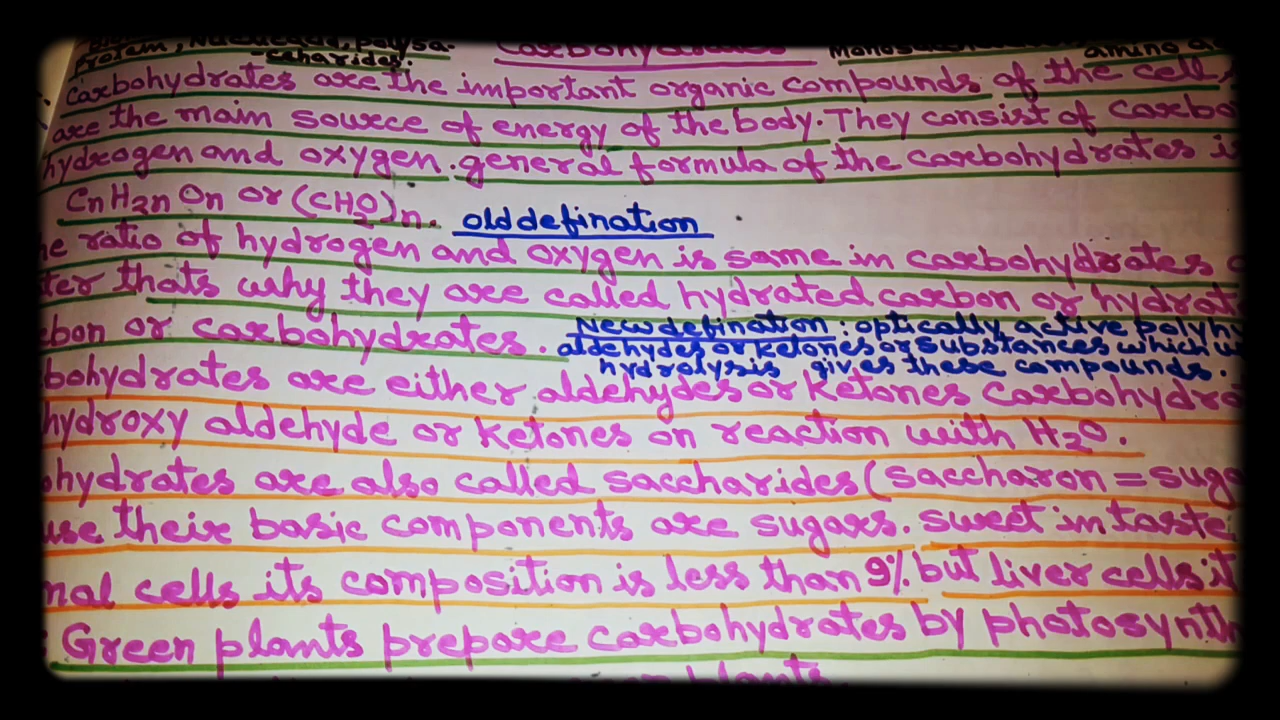 Protein, Nucleic acid, polysa-
-ccharides.
Carbohydrates
amino a
Carbohydrates are the important organic compounds of the cell,
are the main source of energy of the body. They consist of carbo
hydrogen and oxygen. general formula of the carbohydrates is
CnH2nOn or (CH2O)n. old defination
he ratio of hydrogen and oxygen is same in carbohydrates
ter thats why they are called hydrated carbon or hydrat
bon or carbohydrates. New defination: optically active polyhy
aldehydes or ketones or substances which
hydrolysis gives these compounds.
bohydrates are either aldehydes or ketones carbohydra
hydroxy aldehyde or ketones on reaction with H2O.
ohydrates are also called saccharides (saccharon = suga
use their basic components are sugars. sweet in taste
mal cells its composition is less than 9% but liver cells it
Green plants prepare carbohydrates by photosynth
plants.